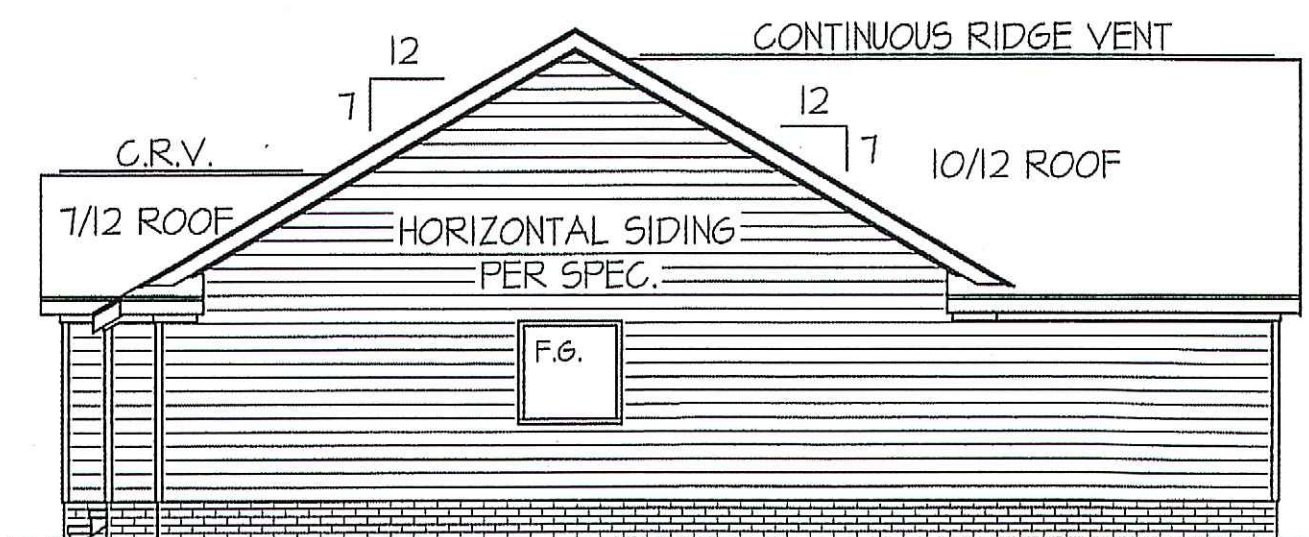 CONTINUOUS RIDGE VENT
12
7
12
7
C.R.V.
10/12 ROOF
7/12 ROOF
HORIZONTAL SIDING
PER SPEC.
F.G.